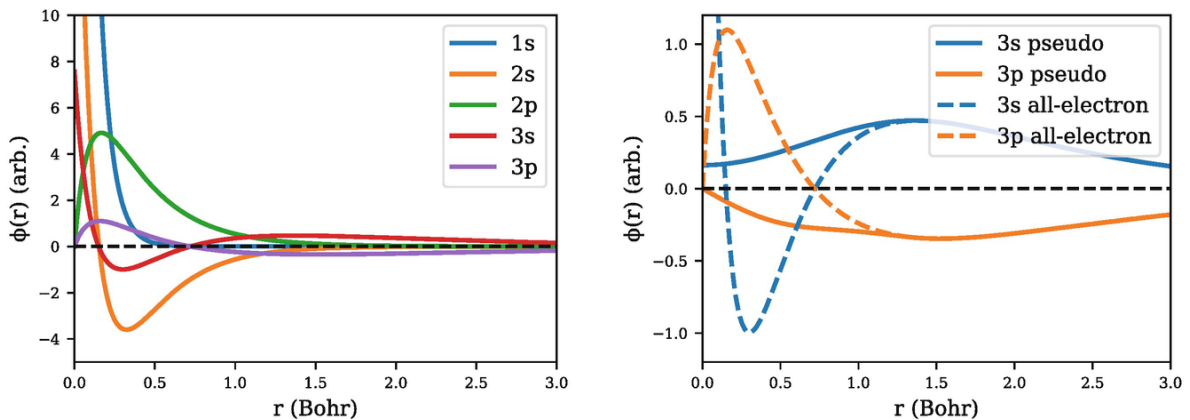 10
8
6
4
2
0
−2
−4
0.0 0.5 1.0 1.5 2.0 2.5 3.0
r (Bohr)
ϕ(r) (arb.)
1s
2s
2p
3s
3p
1.0
0.5
0.0
−0.5
−1.0
0.0 0.5 1.0 1.5 2.0 2.5 3.0
r (Bohr)
ϕ(r) (arb.)
3s pseudo
3p pseudo
3s all-electron
3p all-electron